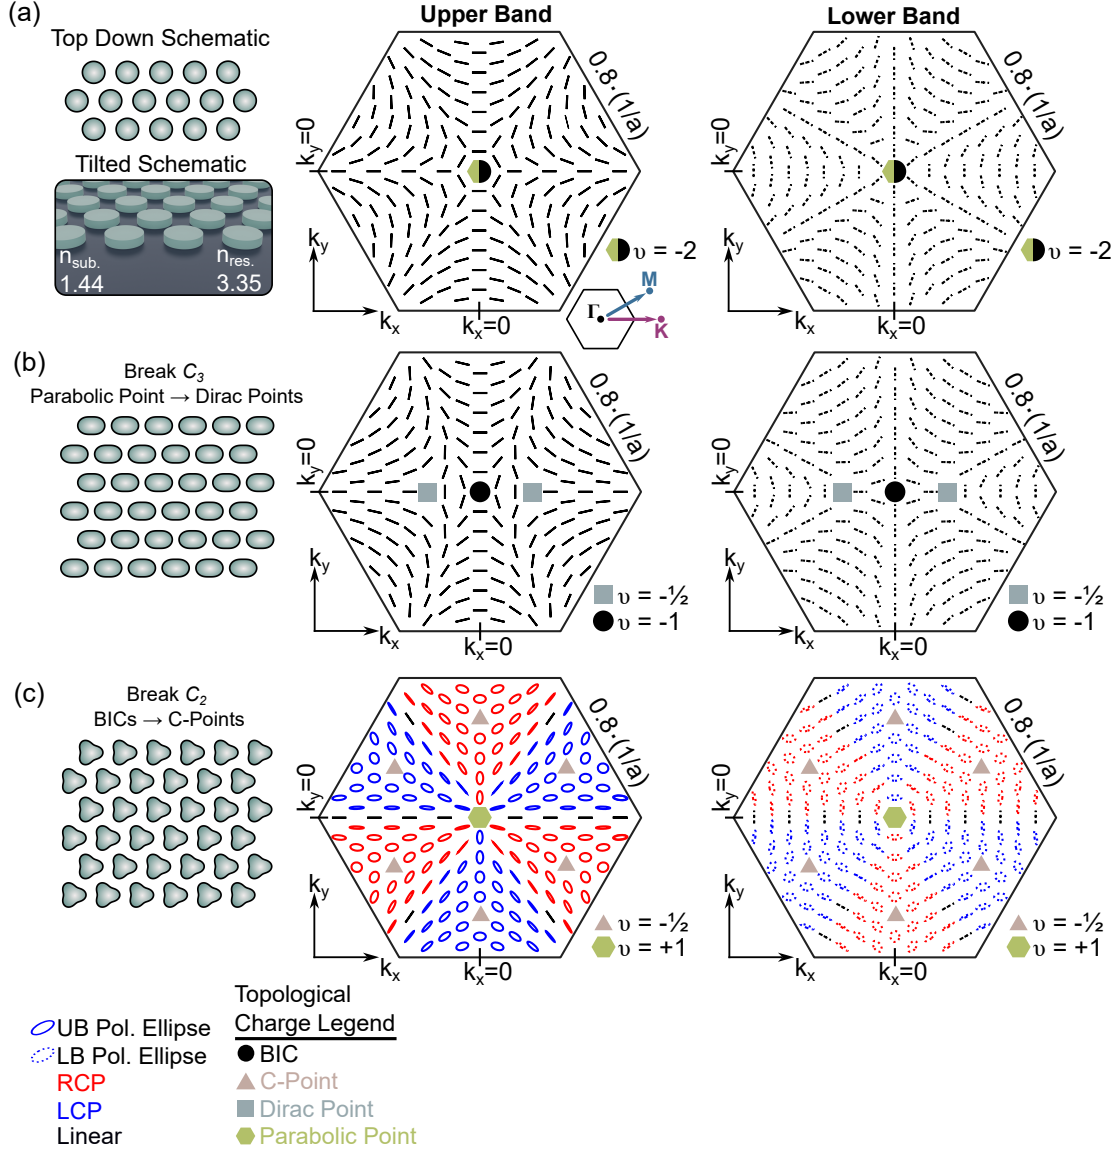 (a)
Top Down Schematic
Tilted Schematic
n_sub.
1.44
n_res.
3.35
Upper Band
0.8·(1/a)
k_y=0
k_y
k_x
k_x=0
υ = -2
Γ
M
K
Lower Band
0.8·(1/a)
k_y=0
k_y
k_x
k_x=0
υ = -2
(b)
Break C_3
Parabolic Point → Dirac Points
0.8·(1/a)
k_y=0
k_y
k_x
k_x=0
υ = -½
υ = -1
0.8·(1/a)
k_y=0
k_y
k_x
k_x=0
υ = -½
υ = -1
(c)
Break C_2
BICs → C-Points
0.8·(1/a)
k_y=0
k_y
k_x
k_x=0
υ = -½
υ = +1
0.8·(1/a)
k_y=0
k_y
k_x
k_x=0
υ = -½
υ = +1
UB Pol. Ellipse
LB Pol. Ellipse
RCP
LCP
Linear
Topological
Charge Legend
BIC
C-Point
Dirac Point
Parabolic Point